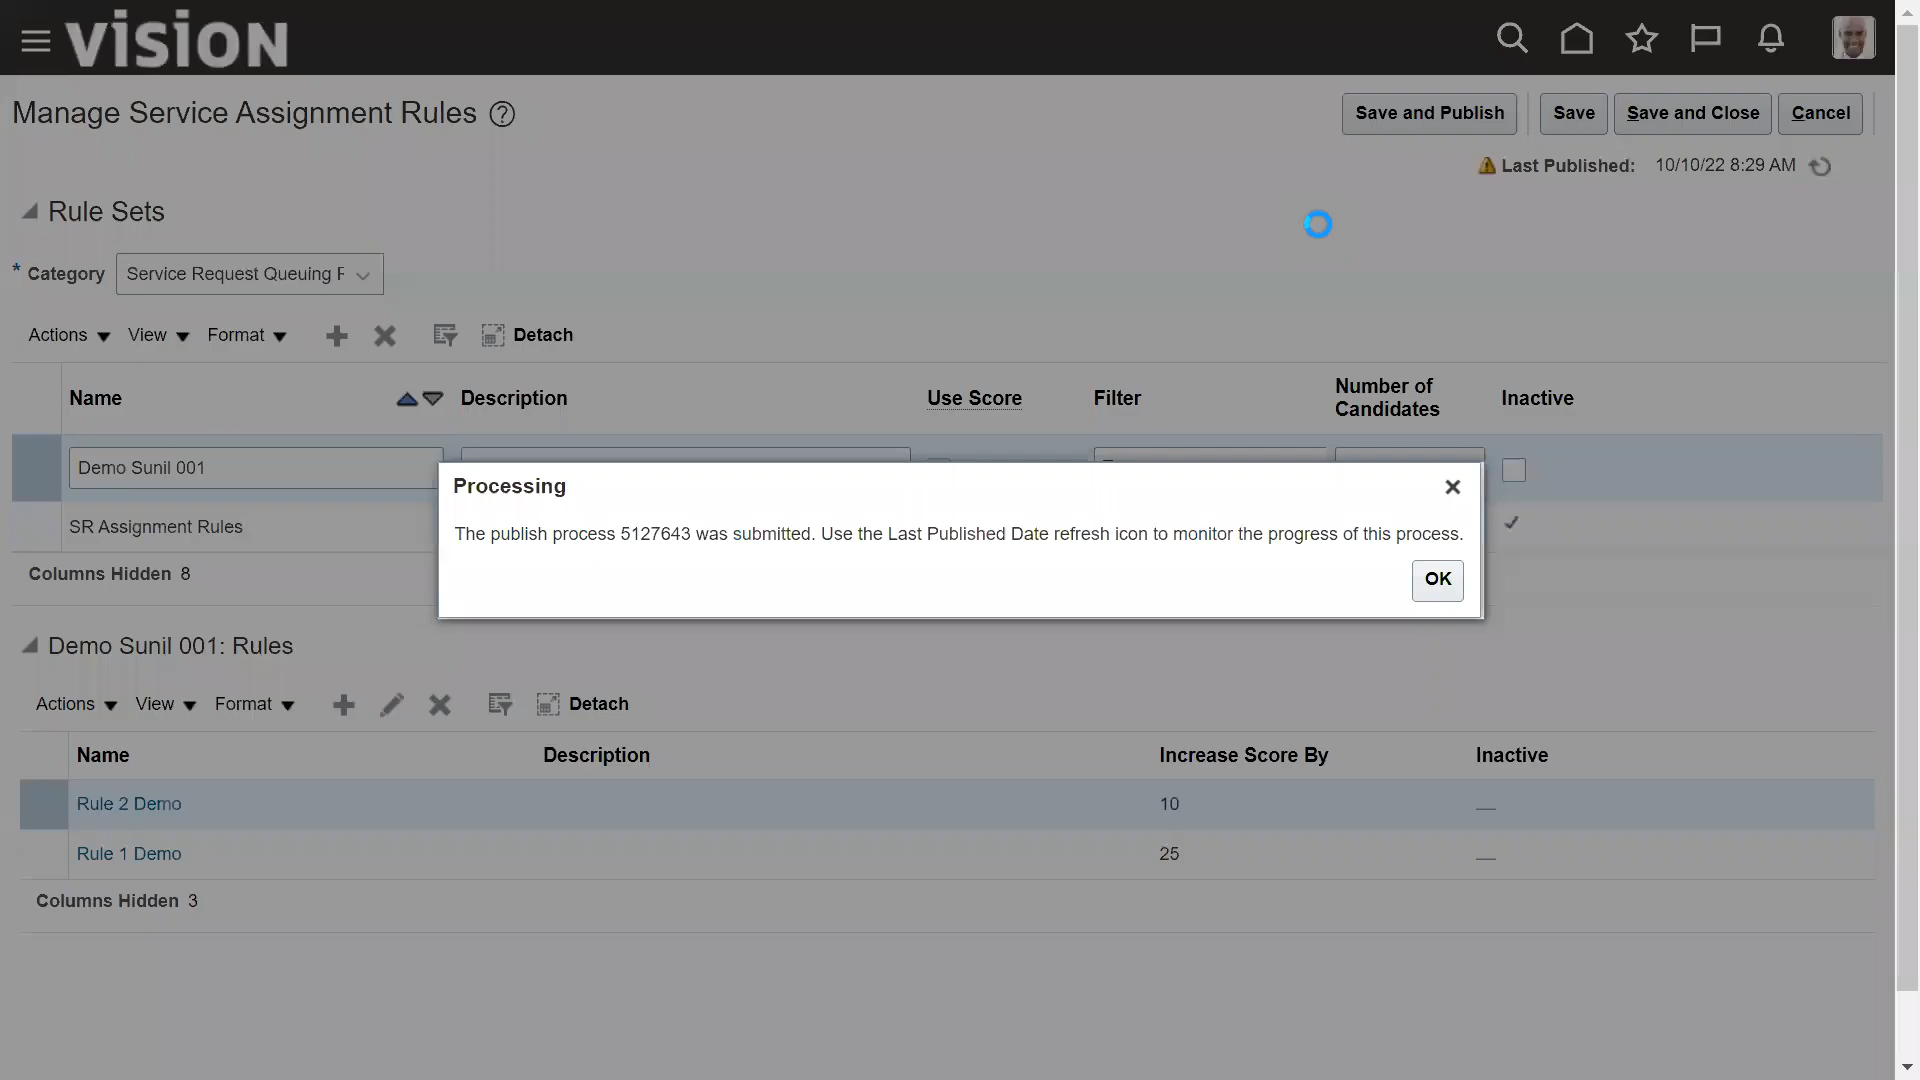 vision
Manage Service Assignment Rules
Save and Publish
Save
Save and Close
Cancel
Last Published: 10/10/22 8:29 AM
Rule Sets
* Category
Service Request Queuing
Actions View Format Detach
Name Description Use Score Filter Number of Candidates Inactive
Demo Sunil 001
SR Assignment Rules
Columns Hidden 8
Processing
The publish process 5127643 was submitted. Use the Last Published Date refresh icon to monitor the progress of this process.
OK
Demo Sunil 001: Rules
Actions View Format Detach
Name Description Increase Score By Inactive
Rule 2 Demo 10
Rule 1 Demo 25
Columns Hidden 3